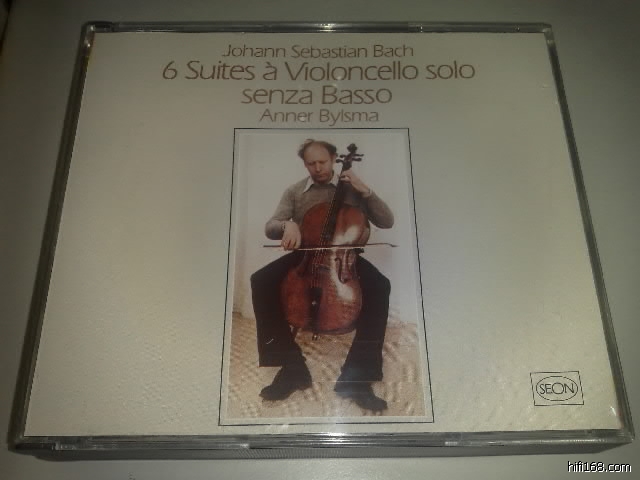 Johann Sebastian Bach
6 Suites à Violoncello solo
senza Basso
Anner Bylsma
SEON
hifi168.com